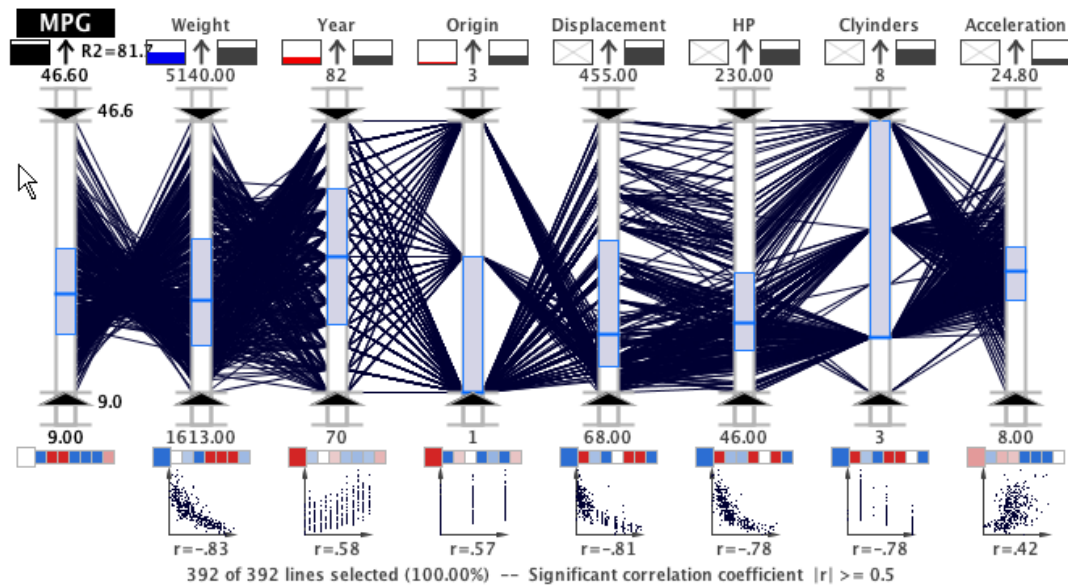 MPG Weight Year Origin Displacement HP Clyinders Acceleration
R2=81.7
46.60 5140.00 82 3 455.00 230.00 8 24.80
46.6
9.0
9.00 1613.00 70 1 68.00 46.00 3 8.00
r=-.83 r=.58 r=.57 r=-.81 r=-.78 r=-.78 r=.42
392 of 392 lines selected (100.00%) -- Significant correlation coefficient |r| >= 0.5